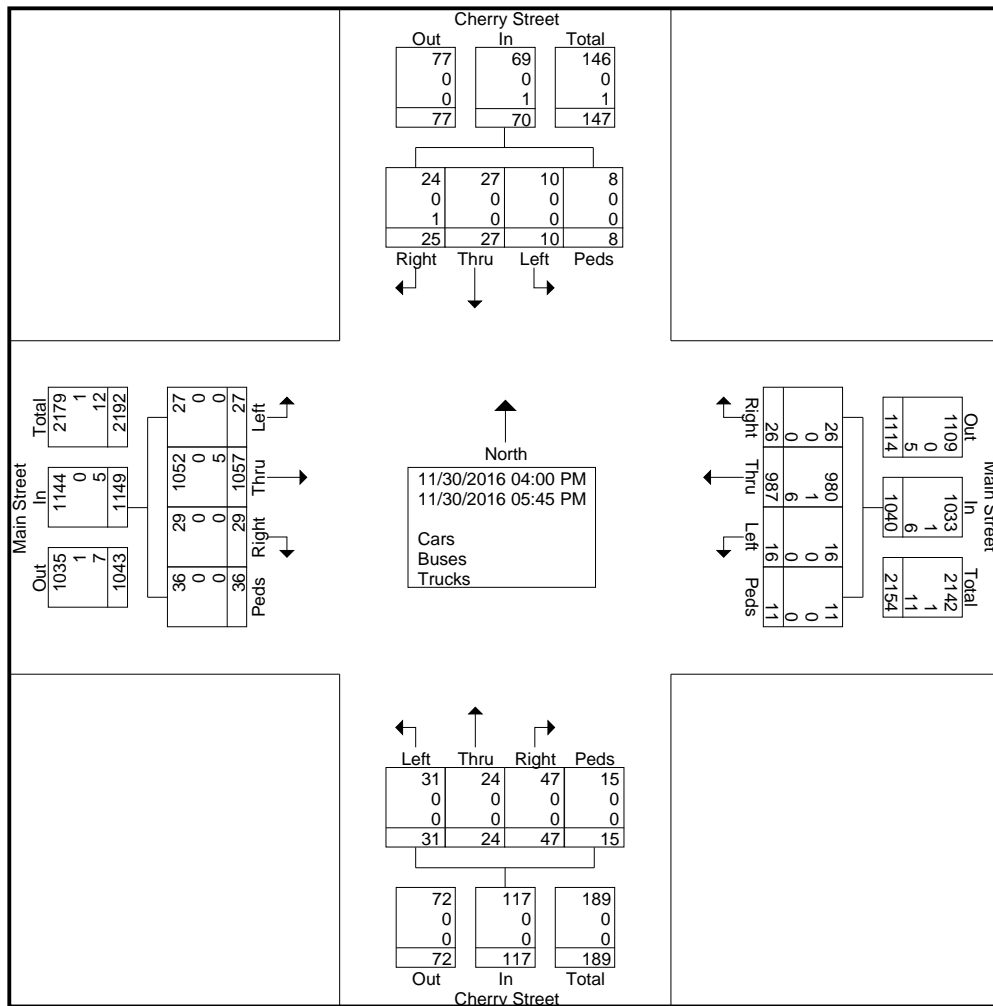 Cherry Street
Out In Total
77 69 146
0 0 0
0 1 1
77 70 147
24 27 10 8
0 0 0 0
1 0 0 0
25 27 10 8
Right Thru Left Peds
Main Street
Total
2179
1
12
2192
In
1144
0
5
1149
Out
1035
1
7
1043
27
0
0
27
Left
1052
0
5
1057
Thru
29
0
0
29
Right
36
0
0
36
Peds
North
11/30/2016 04:00 PM
11/30/2016 05:45 PM
Cars
Buses
Trucks
Right
26
0
0
26
Thru
980
1
6
987
Left
16
0
0
16
Peds
11
0
0
11
Main Street
Out
1109
0
5
1114
In
1033
1
6
1040
Total
2142
1
11
2154
Left Thru Right Peds
31 24 47 15
0 0 0 0
0 0 0 0
31 24 47 15
72 117 189
0 0 0
0 0 0
72 117 189
Out In Total
Cherry Street